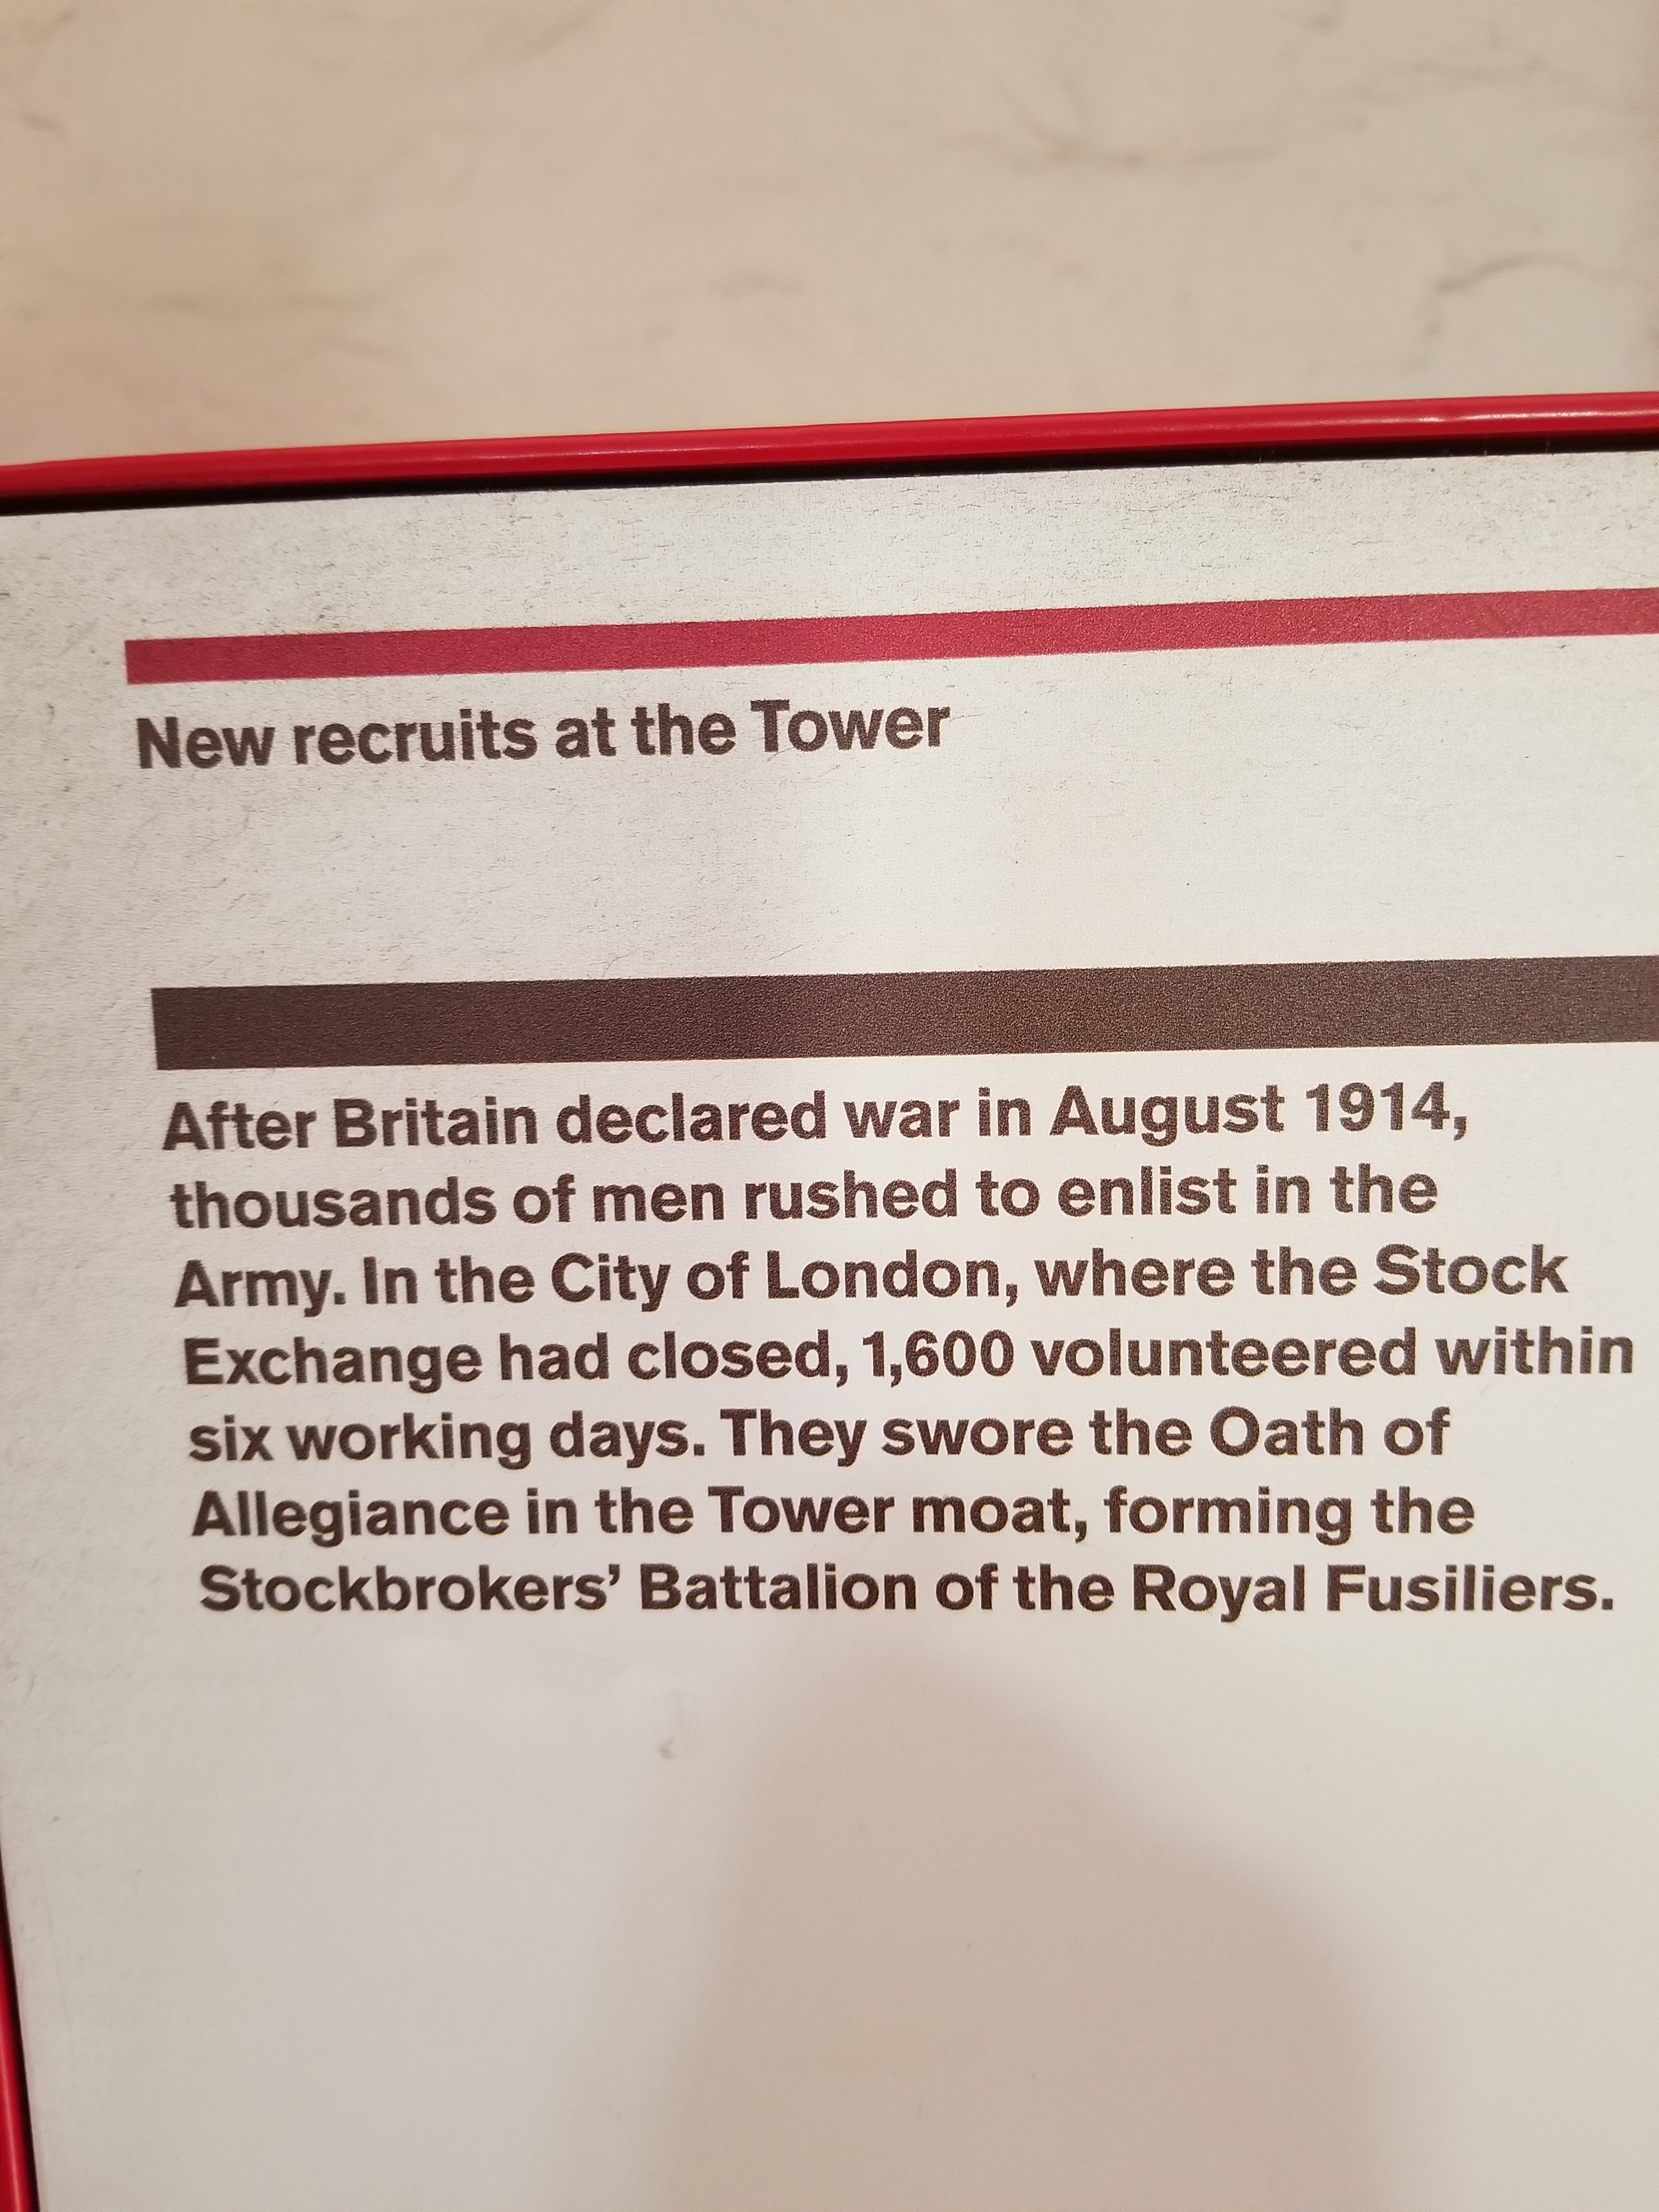 New recruits at the Tower
After Britain declared war in August 1914,
thousands of men rushed to enlist in the
Army. In the City of London, where the Stock
Exchange had closed, 1,600 volunteered within
six working days. They swore the Oath of
Allegiance in the Tower moat, forming the
Stockbrokers’ Battalion of the Royal Fusiliers.